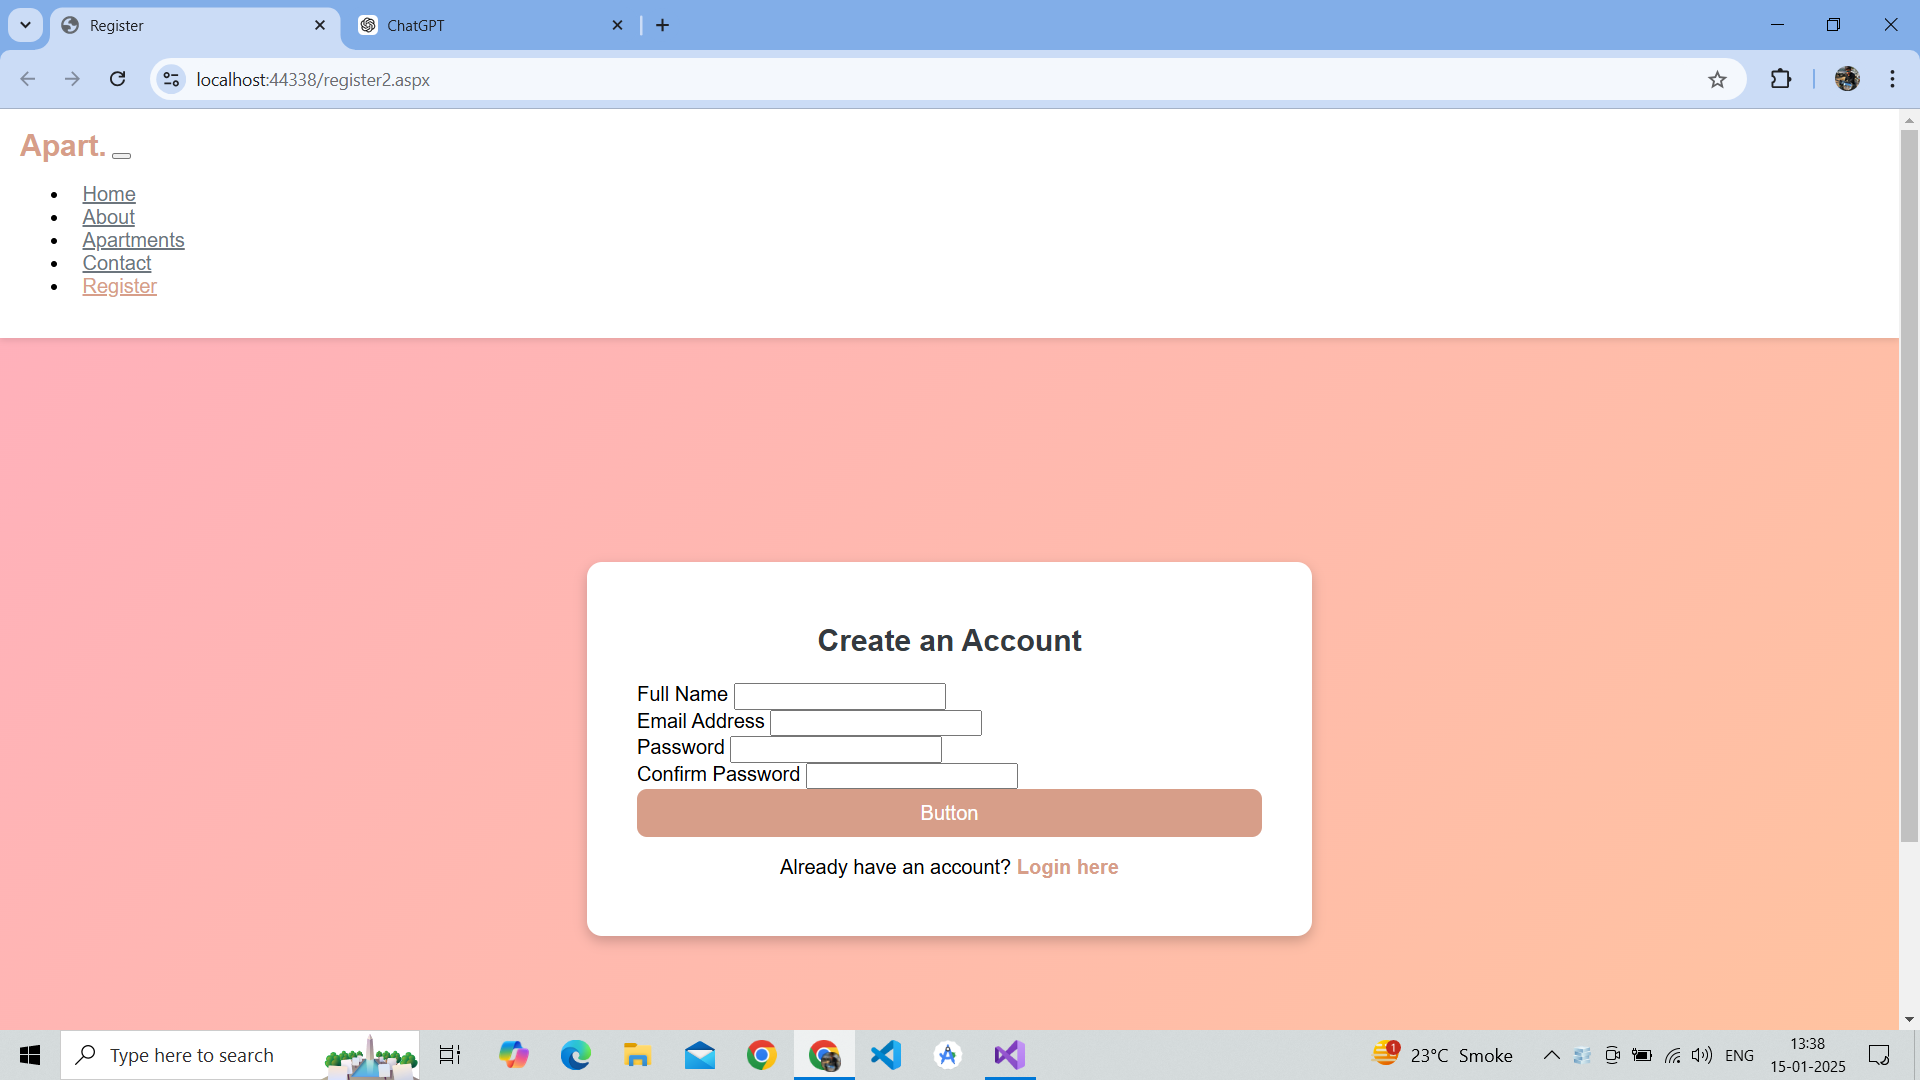 Register
ChatGPT
localhost:44338/register2.aspx
Apart.
Home
About
Apartments
Contact
Register
Create an Account
Full Name
Email Address
Password
Confirm Password
Button
Already have an account? Login here
Type here to search
1
23°C Smoke
ENG
13:38
15-01-2025